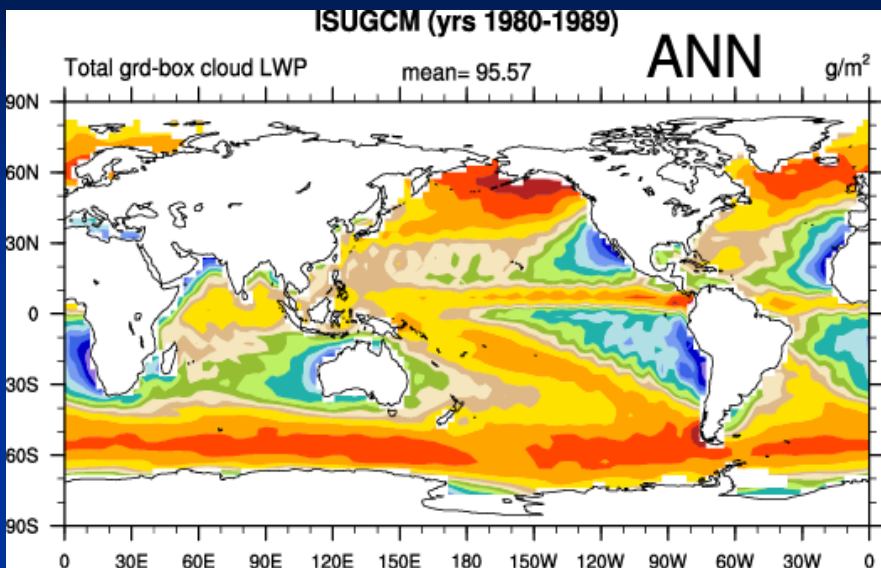 ISUGCM (yrs 1980-1989)
Total grd-box cloud LWP mean= 95.57 ANN g/m²
90N
60N
30N
0
30S
60S
90S
0 30E 60E 90E 120E 150E 180 150W 120W 90W 60W 30W 0